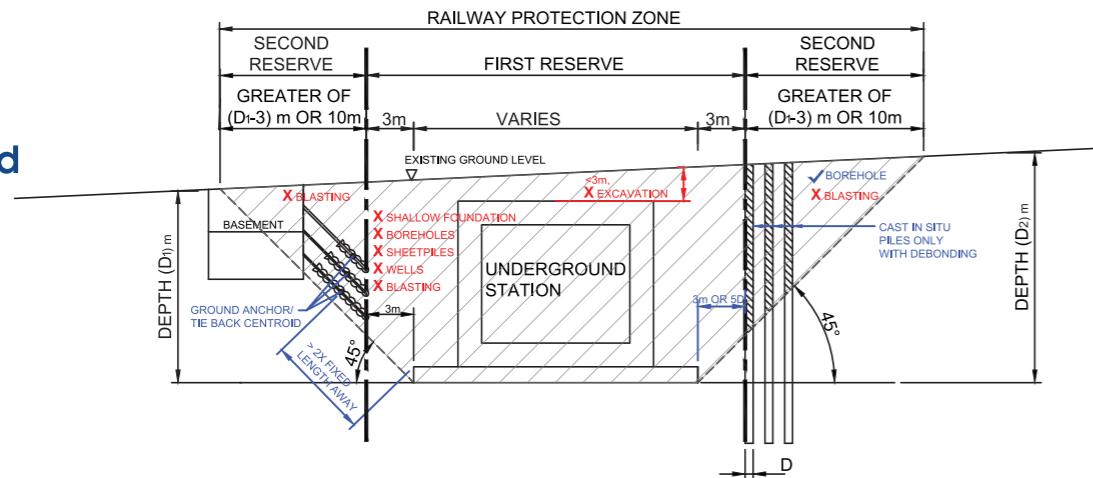 RAILWAY PROTECTION ZONE
SECOND
RESERVE
FIRST RESERVE
SECOND
RESERVE
GREATER OF
(D1-3) m OR 10m
3m
VARIES
3m
GREATER OF
(D1-3) m OR 10m
d
EXISTING GROUND LEVEL
<3m,
X EXCAVATION
✓ BOREHOLE
X BLASTING
X BLASTING
BASEMENT
X SHALLOW FOUNDATION
X BOREHOLES
X SHEETPILES
X WELLS
X BLASTING
CAST IN SITU
PILES ONLY
WITH DEBONDING
UNDERGROUND
STATION
DEPTH (D1) m
DEPTH (D2) m
GROUND ANCHOR/
TIE BACK CENTROID
3m
3m OR 5D
45°
45°
> 2X FIXED
LENGTH AWAY
D